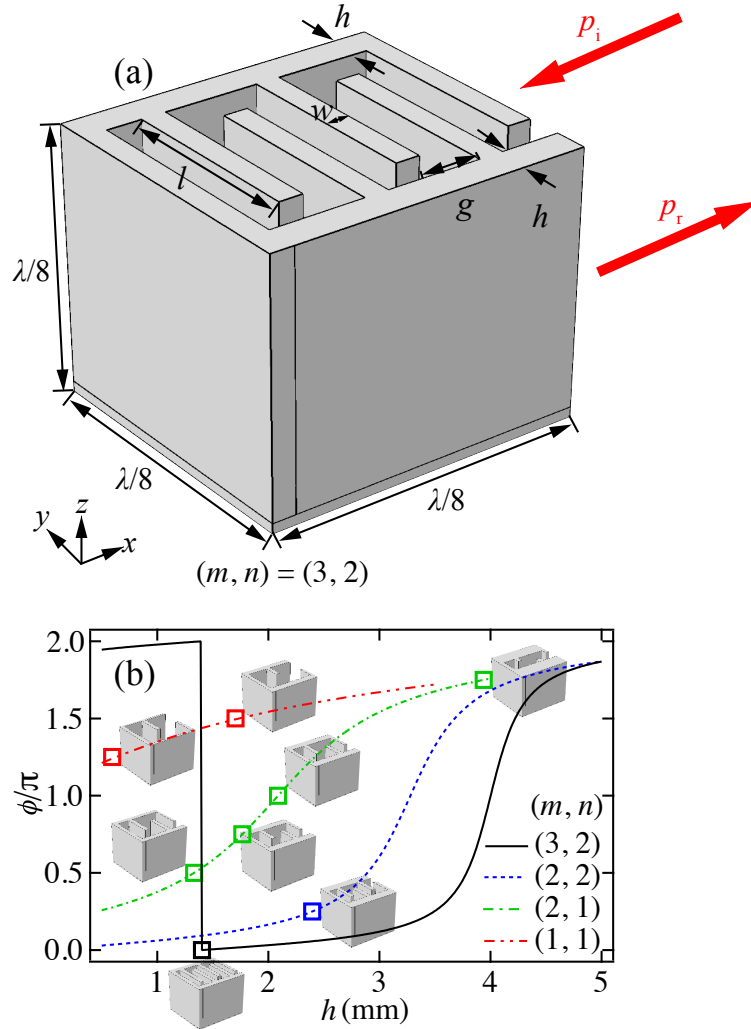 (a)
h
p_i
w
l
g
h
p_r
λ/8
λ/8
λ/8
z
y
x
(m, n) = (3, 2)
(b)
2.0
1.5
1.0
0.5
0.0
ϕ/π
(m, n)
(3, 2)
(2, 2)
(2, 1)
(1, 1)
1
2
3
4
5
h (mm)